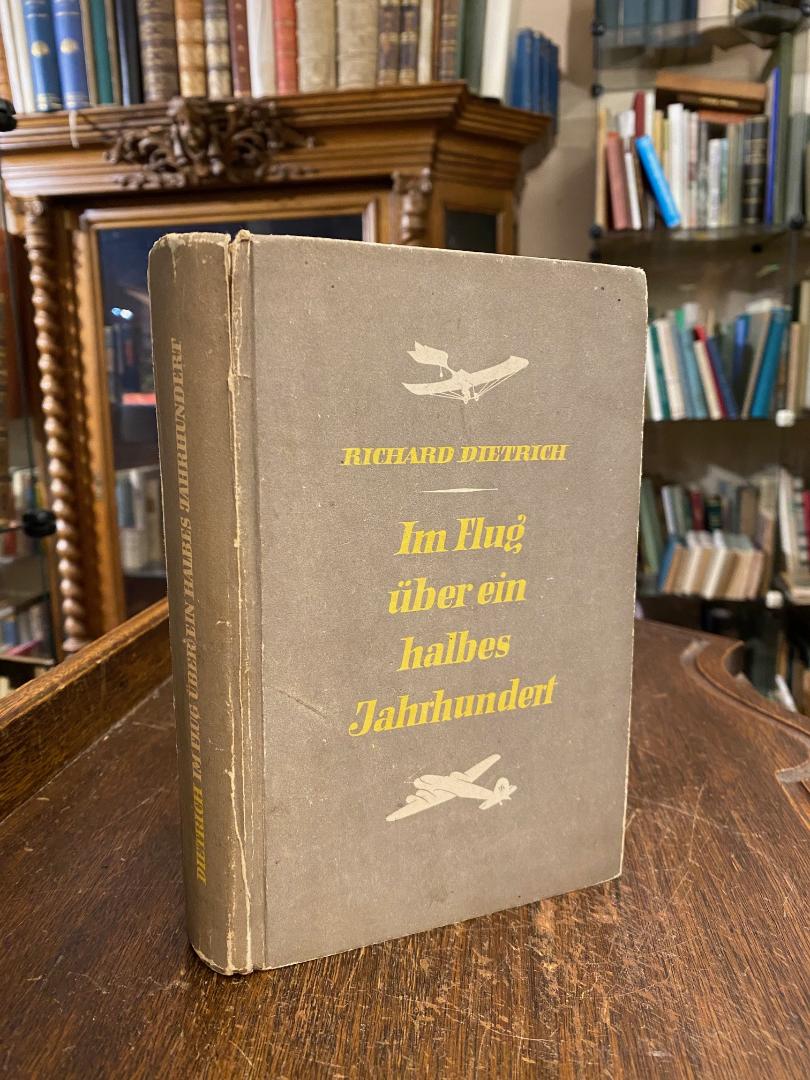 RICHARD DIETRICH
Im Flug
über ein
halbes
Jahrhundert
DIETRICH IM FLUG ÜBER EIN HALBES JAHRHUNDERT